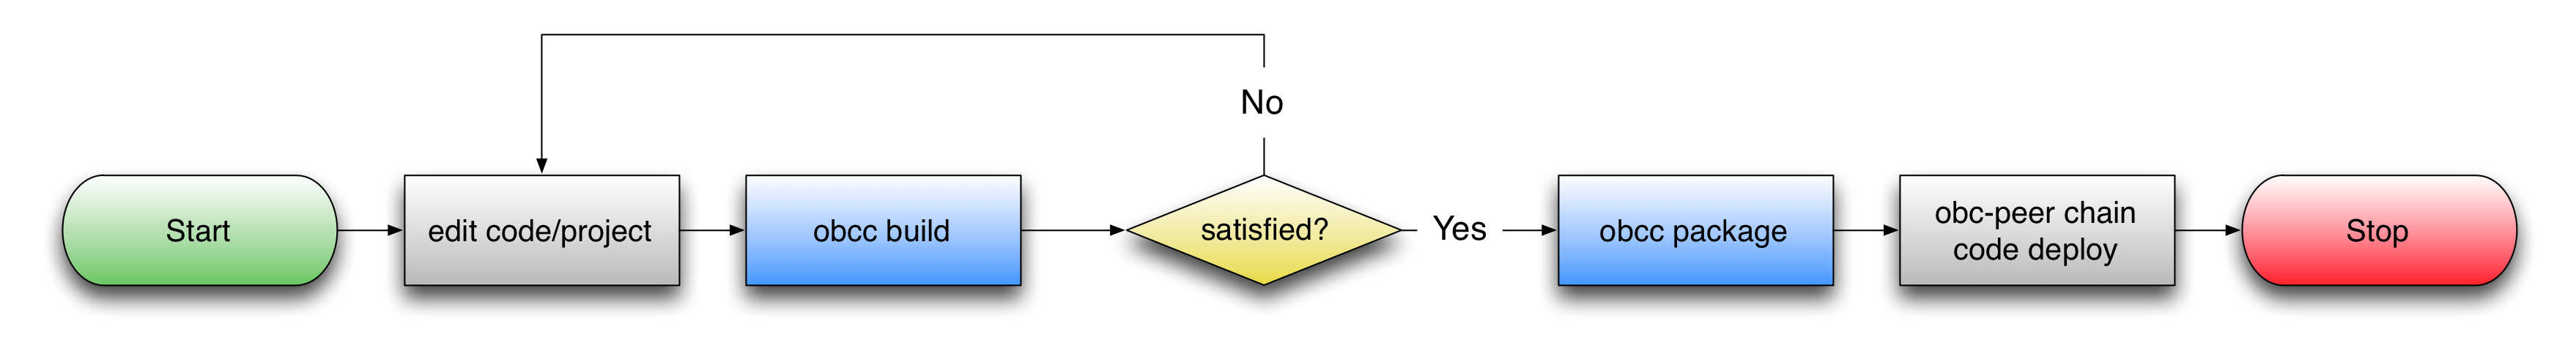 No
Start
edit code/project
obcc build
satisfied?
Yes
obcc package
obc-peer chain
code deploy
Stop